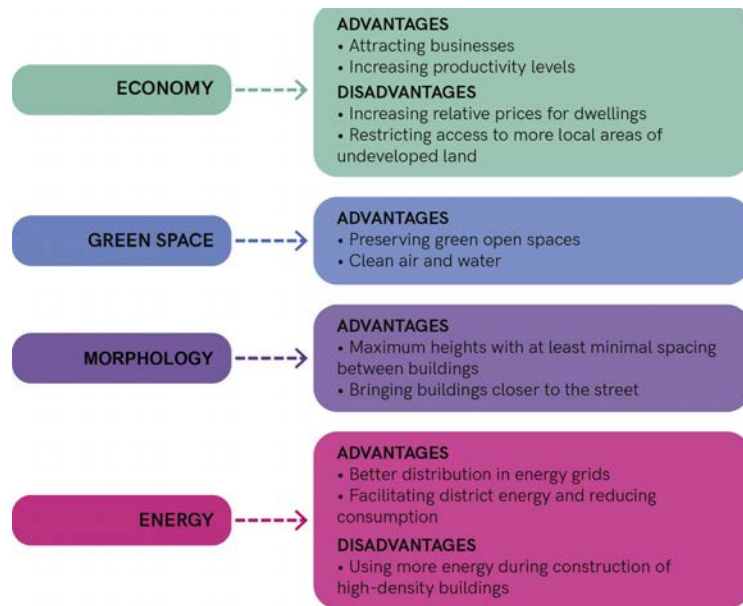 ECONOMY
ADVANTAGES
• Attracting businesses
• Increasing productivity levels
DISADVANTAGES
• Increasing relative prices for dwellings
• Restricting access to more local areas of
undeveloped land
GREEN SPACE
ADVANTAGES
• Preserving green open spaces
• Clean air and water
MORPHOLOGY
ADVANTAGES
• Maximum heights with at least minimal spacing
between buildings
• Bringing buildings closer to the street
ENERGY
ADVANTAGES
• Better distribution in energy grids
• Facilitating district energy and reducing
consumption
DISADVANTAGES
• Using more energy during construction of
high-density buildings